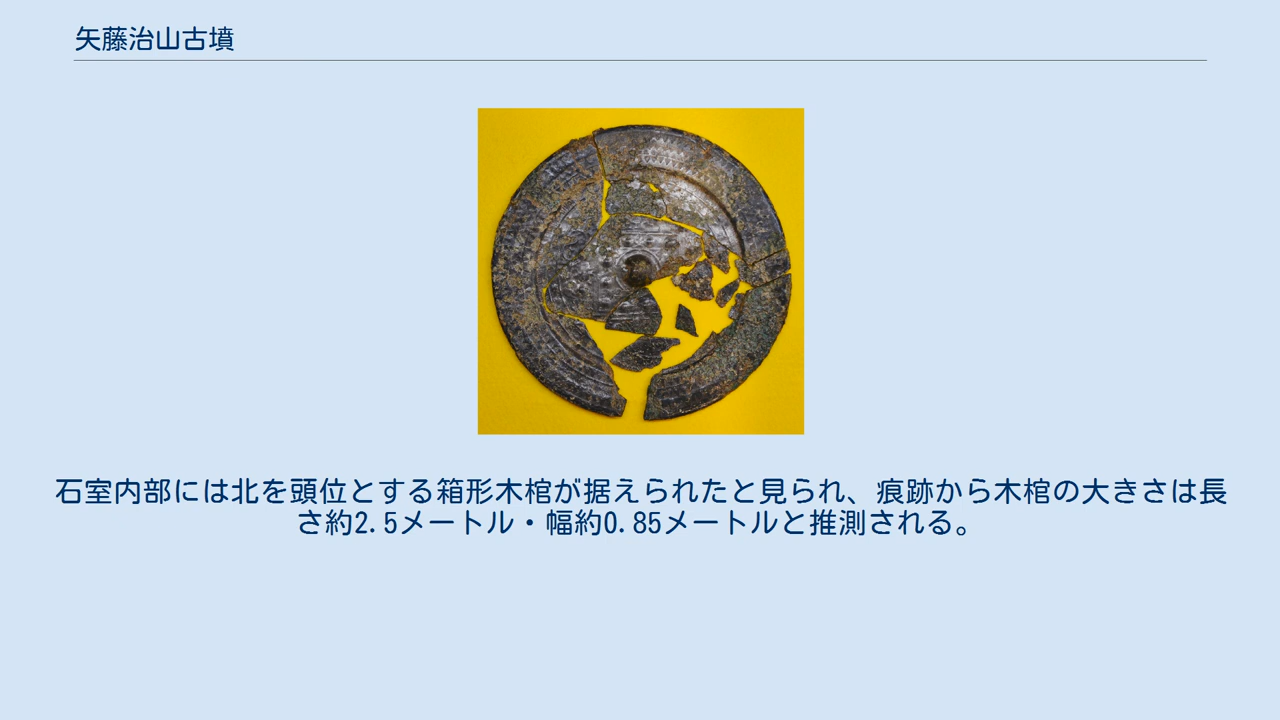 矢藤治山古墳
石室内部には北を頭位とする箱形木棺が据えられたと見られ、痕跡から木棺の大きさは長
さ約2.5メートル・幅約0.85メートルと推測される。